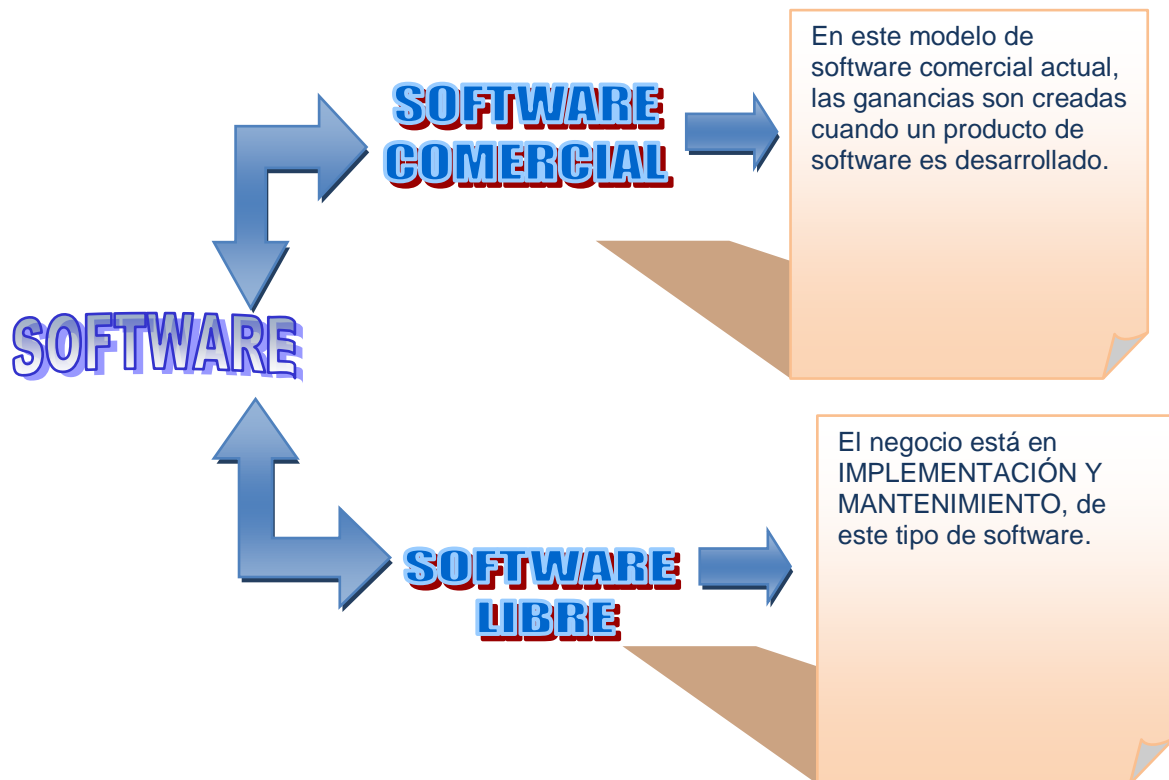 SOFTWARE
COMERCIAL
En este modelo de
software comercial actual,
las ganancias son creadas
cuando un producto de
software es desarrollado.
SOFTWARE
SOFTWARE
LIBRE
El negocio está en
IMPLEMENTACIÓN Y
MANTENIMIENTO, de
este tipo de software.